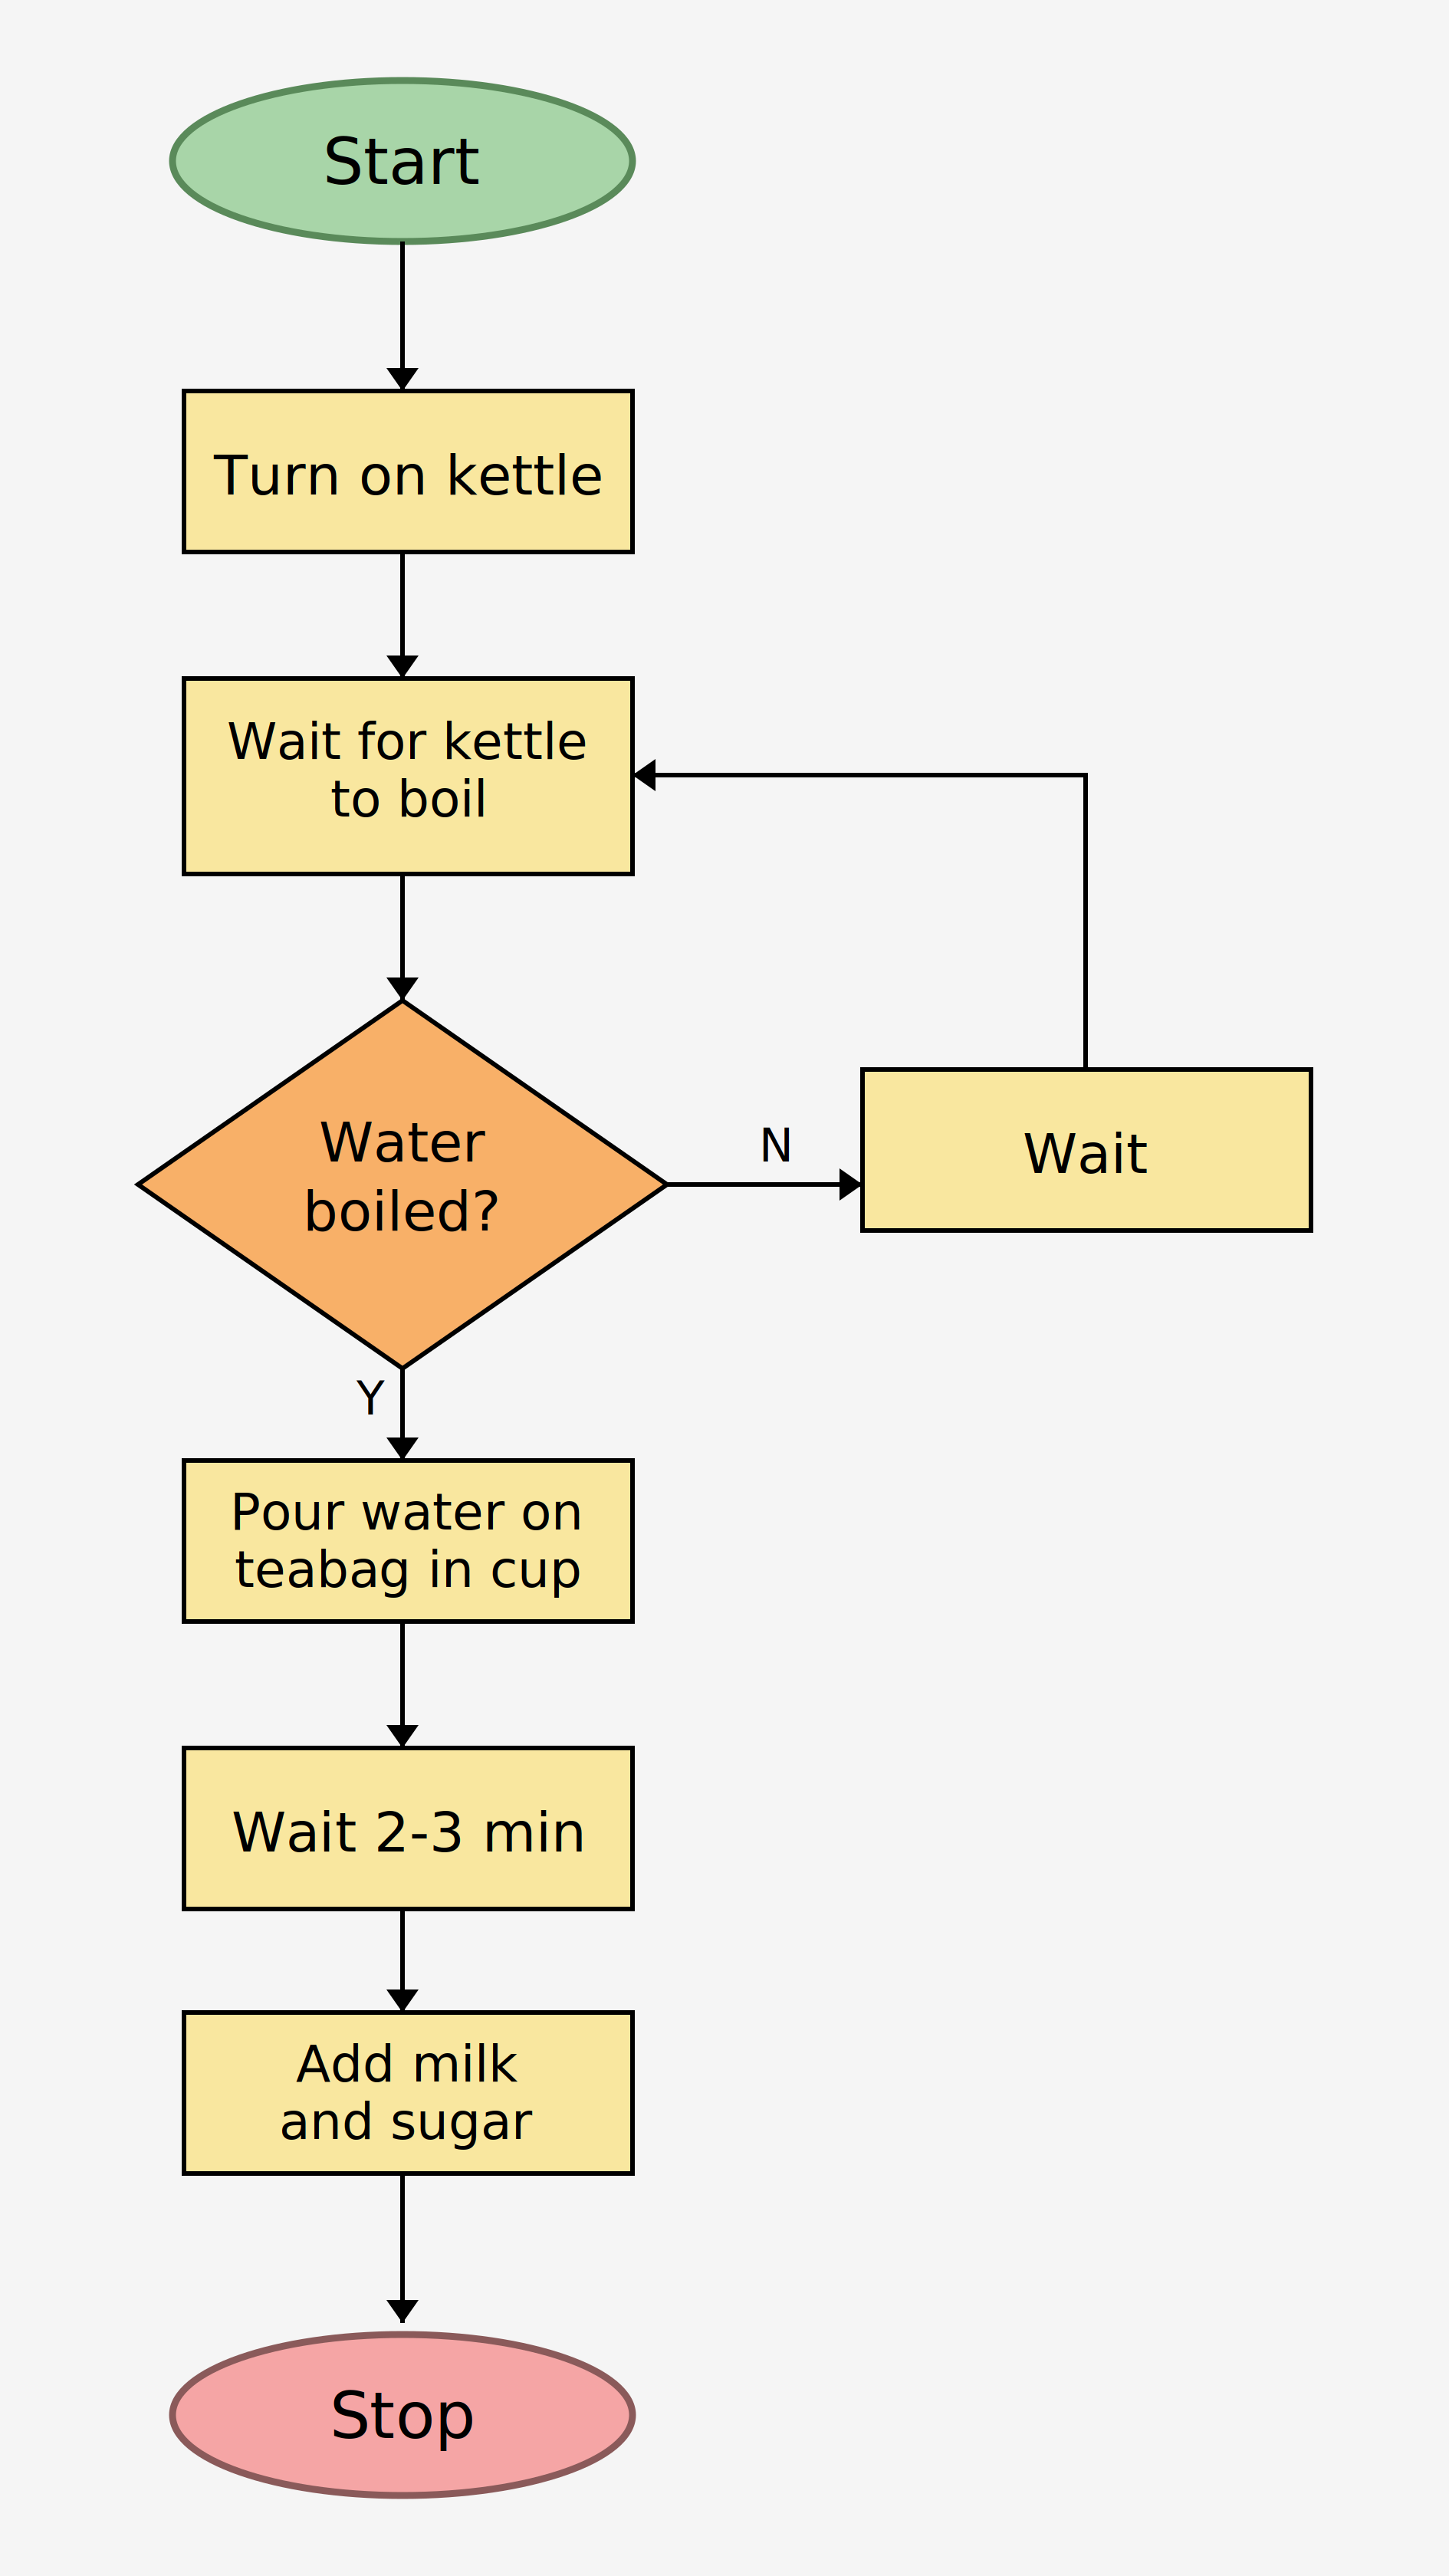 Start
Turn on kettle
Wait for kettle
to boil
Water
boiled?
N
Wait
Y
Pour water on
teabag in cup
Wait 2-3 min
Add milk
and sugar
Stop